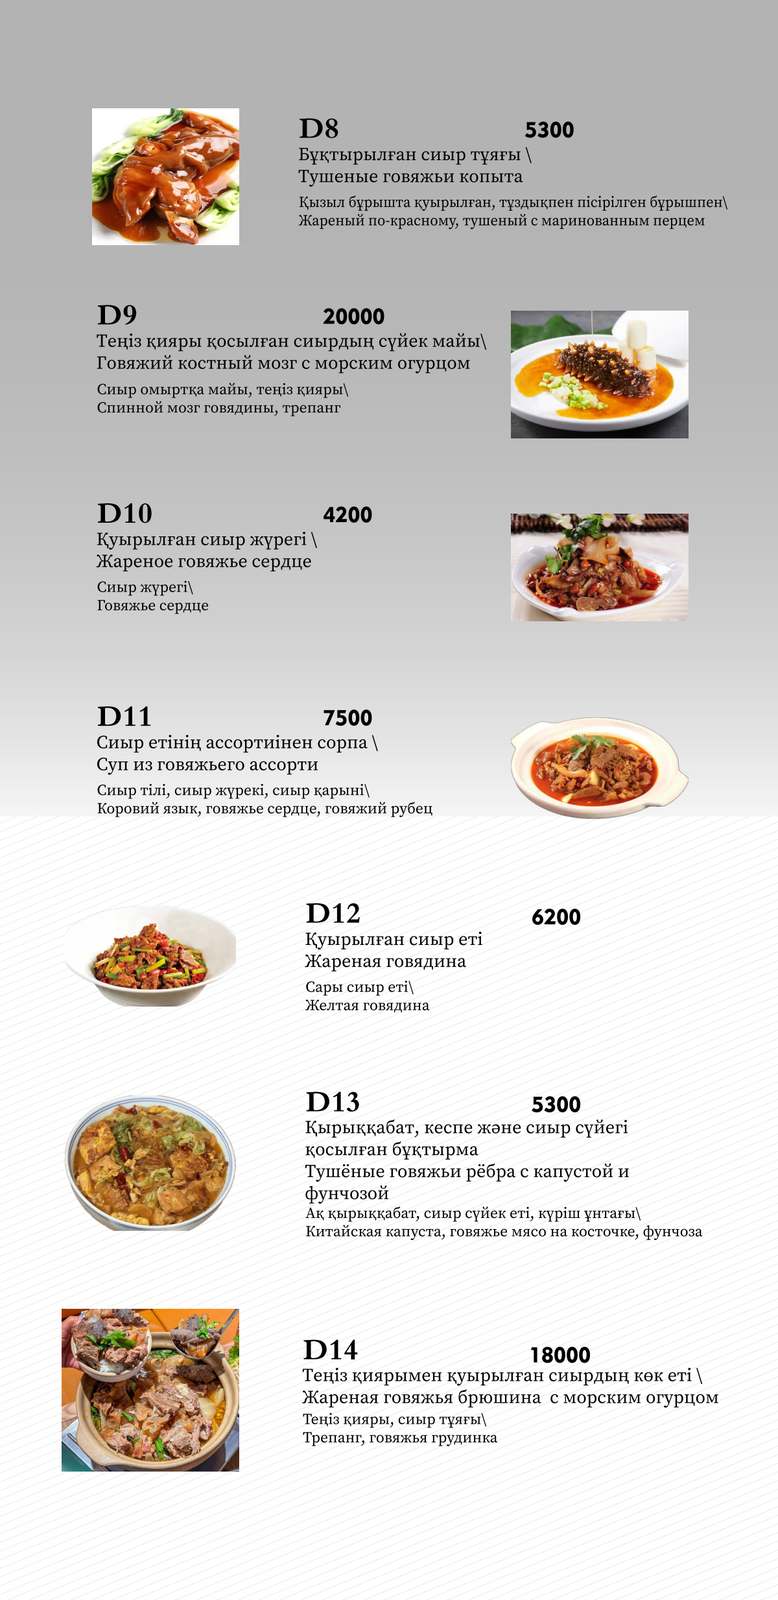 D8 5300
Бұқтырылған сиыр тұяғы \
Тушеные говяжьи копыта
Қызыл бұрышта қуырылған, тұздықпен пісірілген бұрышпен\
Жареный по-красному, тушеный с маринованным перцем
D9 20000
Теңіз қияры қосылған сиырдың сүйек майы\
Говяжий костный мозг с морским огурцом
Сиыр омыртқа майы, теңіз қияры\
Спинной мозг говядины, трепанг
D10 4200
Қуырылған сиыр жүрегі \
Жареное говяжье сердце
Сиыр жүрегі\
Говяжье сердце
D11 7500
Сиыр етінің ассортиінен сорпа \
Суп из говяжьего ассорти
Сиыр тілі, сиыр жүрекі, сиыр қарыні\
Коровий язык, говяжье сердце, говяжий рубец
D12 6200
Қуырылған сиыр еті
Жареная говядина
Сары сиыр еті\
Желтая говядина
D13 5300
Қырыққабат, кеспе және сиыр сүйегі
қосылған бұқтырма
Тушёные говяжьи рёбра с капустой и
фунчозой
Ақ қырыққабат, сиыр сүйек еті, күріш ұнтағы\
Китайская капуста, говяжье мясо на косточке, фунчоза
D14 18000
Теңіз қиярымен қуырылған сиырдың көк еті \
Жареная говяжья брюшина с морским огурцом
Теңіз қияры, сиыр тұяғы\
Трепанг, говяжья грудинка